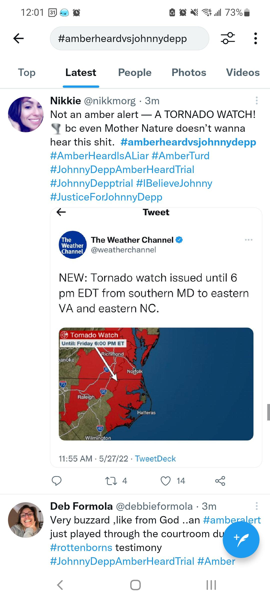 12:01 31 73%
#amberheardvsjohnnydepp
Top Latest People Photos Videos
Nikkie @nikkmorg · 3m
Not an amber alert — A TORNADO WATCH!
🌪 bc even Mother Nature doesn't wanna
hear this shit. #amberheardvsjohnnydepp
#AmberHeardIsALiar #AmberTurd
#JohnnyDeppAmberHeardTrial
#JohnnyDepptrial #IBelieveJohnny
#JusticeForJohnnyDepp
Tweet
The Weather Channel
The Weather Channel
@weatherchannel
NEW: Tornado watch issued until 6
pm EDT from southern MD to eastern
VA and eastern NC.
Tornado Watch
Until: Friday 6:00 PM ET
Richmond
Norfolk
Raleigh
Hatteras
Wilmington
11:55 AM · 5/27/22 · TweetDeck
4 14
Deb Formola @debbieformola · 3m
Very buzzard ,like from God ..an #amberalert
just played through the courtroom du
#rottenborns testimony
#JohnnyDeppAmberHeardTrial #Amber